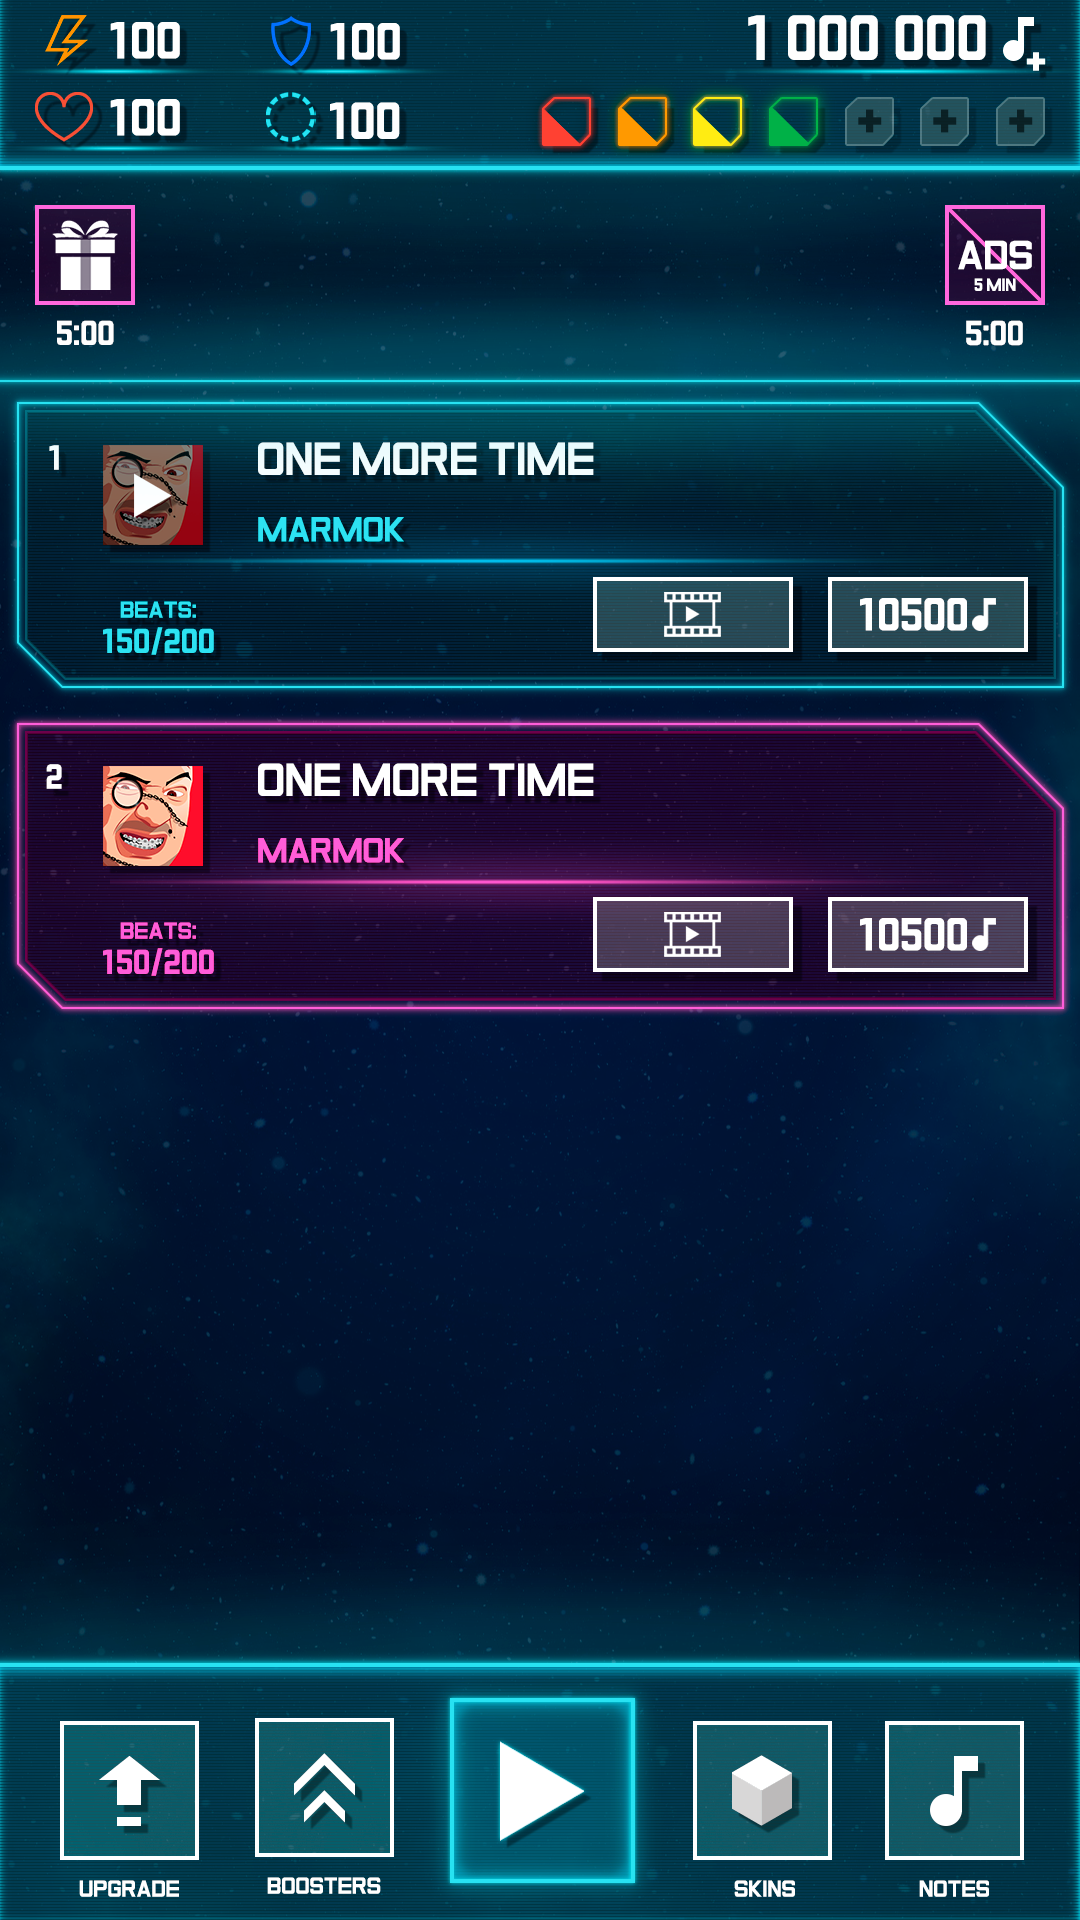 100
100
1 000 000
100
100
ADS
5 MIN
5:00
5:00
1
ONE MORE TIME
MARMOK
BEATS:
150/200
10500
2
ONE MORE TIME
MARMOK
BEATS:
150/200
10500
UPGRADE
BOOSTERS
SKINS
NOTES